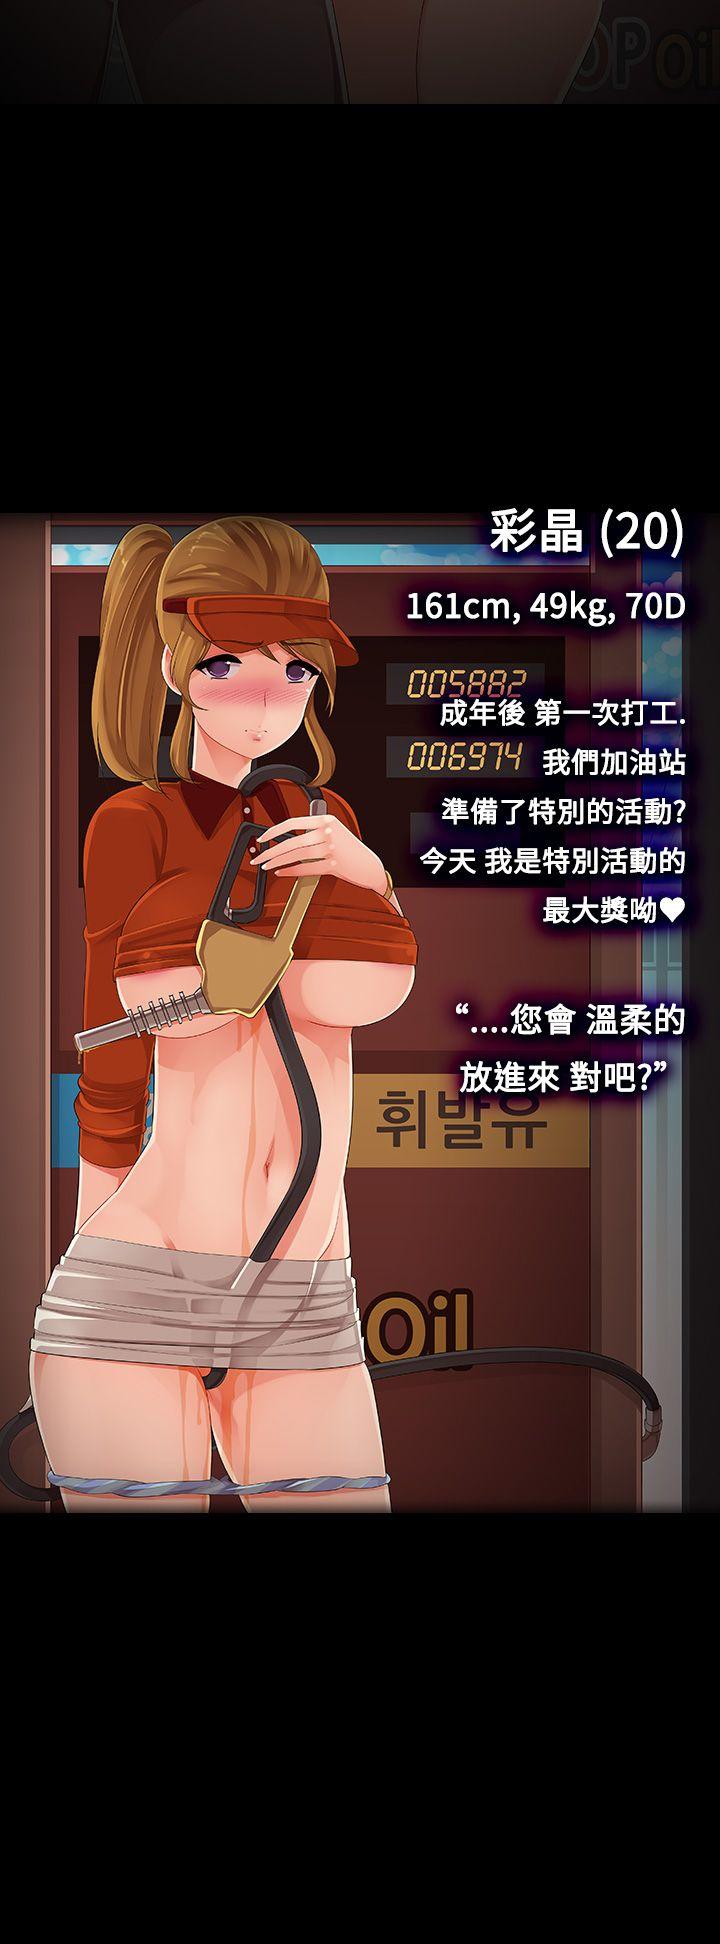 OPOil
彩晶 (20)
161cm, 49kg, 70D
005882
成年後 第一次打工.
006974
我們加油站
準備了特別的活動?
今天 我是特別活動的
最大獎呦♥
“....您會 溫柔的
放進來 對吧?”
휘발유
Oil